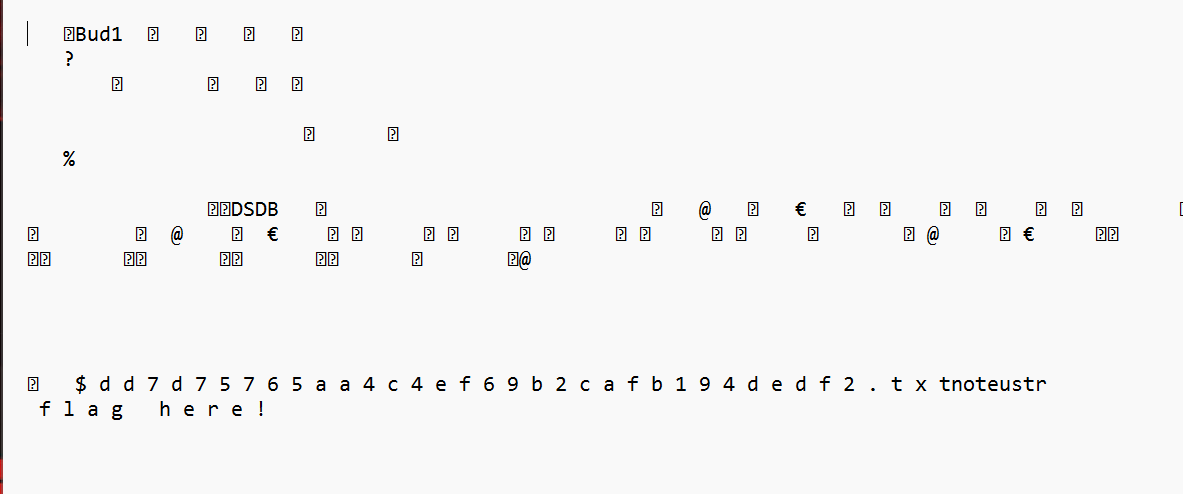 Bud1
?
%
DSDB @ €
@ € @ €
@
$ d d 7 d 7 5 7 6 5 a a 4 c 4 e f 6 9 b 2 c a f b 1 9 4 d e d f 2 . t x tnoteustr
f l a g h e r e !